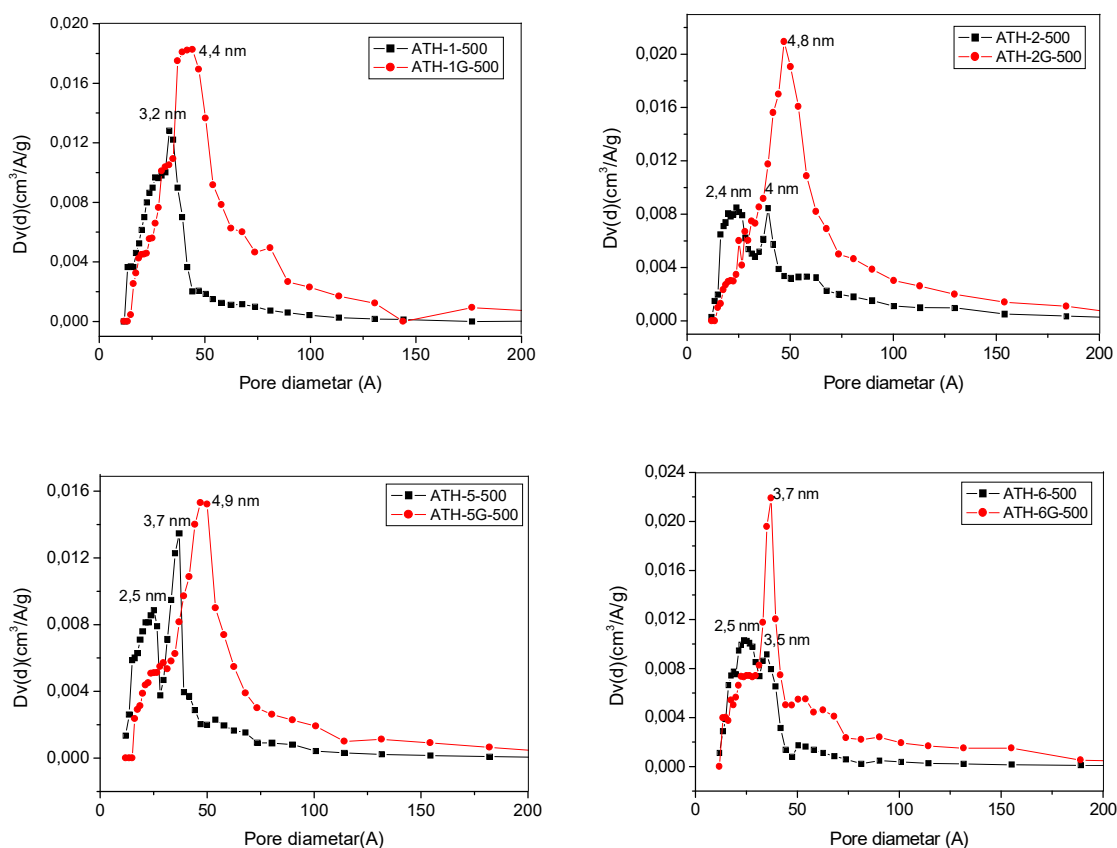 0,020
0,016
0,012
0,008
0,004
0,000
Dv(d)(cm³/A/g)
4,4 nm
3,2 nm
ATH-1-500
ATH-1G-500
0 50 100 150 200
Pore diametar (A)
0,020
0,016
0,012
0,008
0,004
0,000
Dv(d)(cm³/A/g)
4,8 nm
2,4 nm
4 nm
ATH-2-500
ATH-2G-500
0 50 100 150 200
Pore diametar (A)
0,016
0,012
0,008
0,004
0,000
Dv(d)(cm³/A/g)
4,9 nm
3,7 nm
2,5 nm
ATH-5-500
ATH-5G-500
0 50 100 150 200
Pore diametar(A)
0,024
0,020
0,016
0,012
0,008
0,004
0,000
Dv(d)(cm³/A/g)
3,7 nm
2,5 nm
3,5 nm
ATH-6-500
ATH-6G-500
0 50 100 150 200
Pore diametar (A)